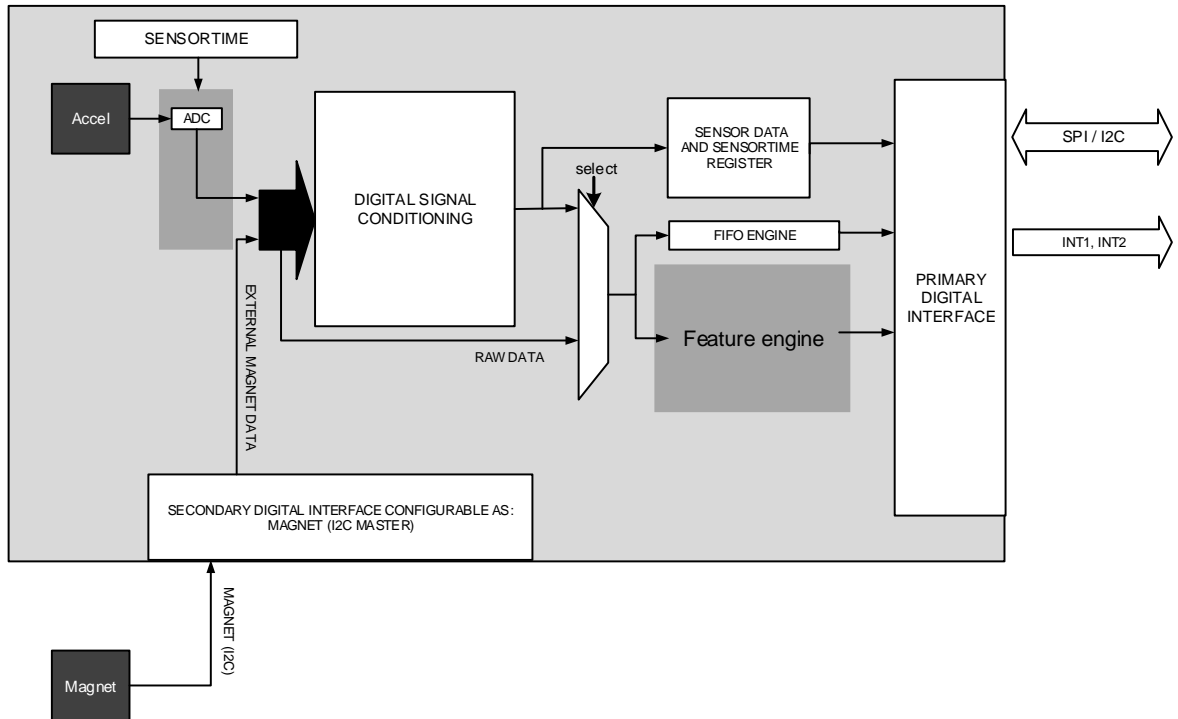 SENSORTIME
Accel
ADC
DIGITAL SIGNAL
CONDITIONING
SENSOR DATA
AND SENSORTIME
REGISTER
SPI / I2C
select
FIFO ENGINE
INT1, INT2
PRIMARY
DIGITAL
INTERFACE
Feature engine
RAW DATA
EXTERNAL MAGNET DATA
SECONDARY DIGITAL INTERFACE CONFIGURABLE AS:
MAGNET (I2C MASTER)
MAGNET (I2C)
Magnet